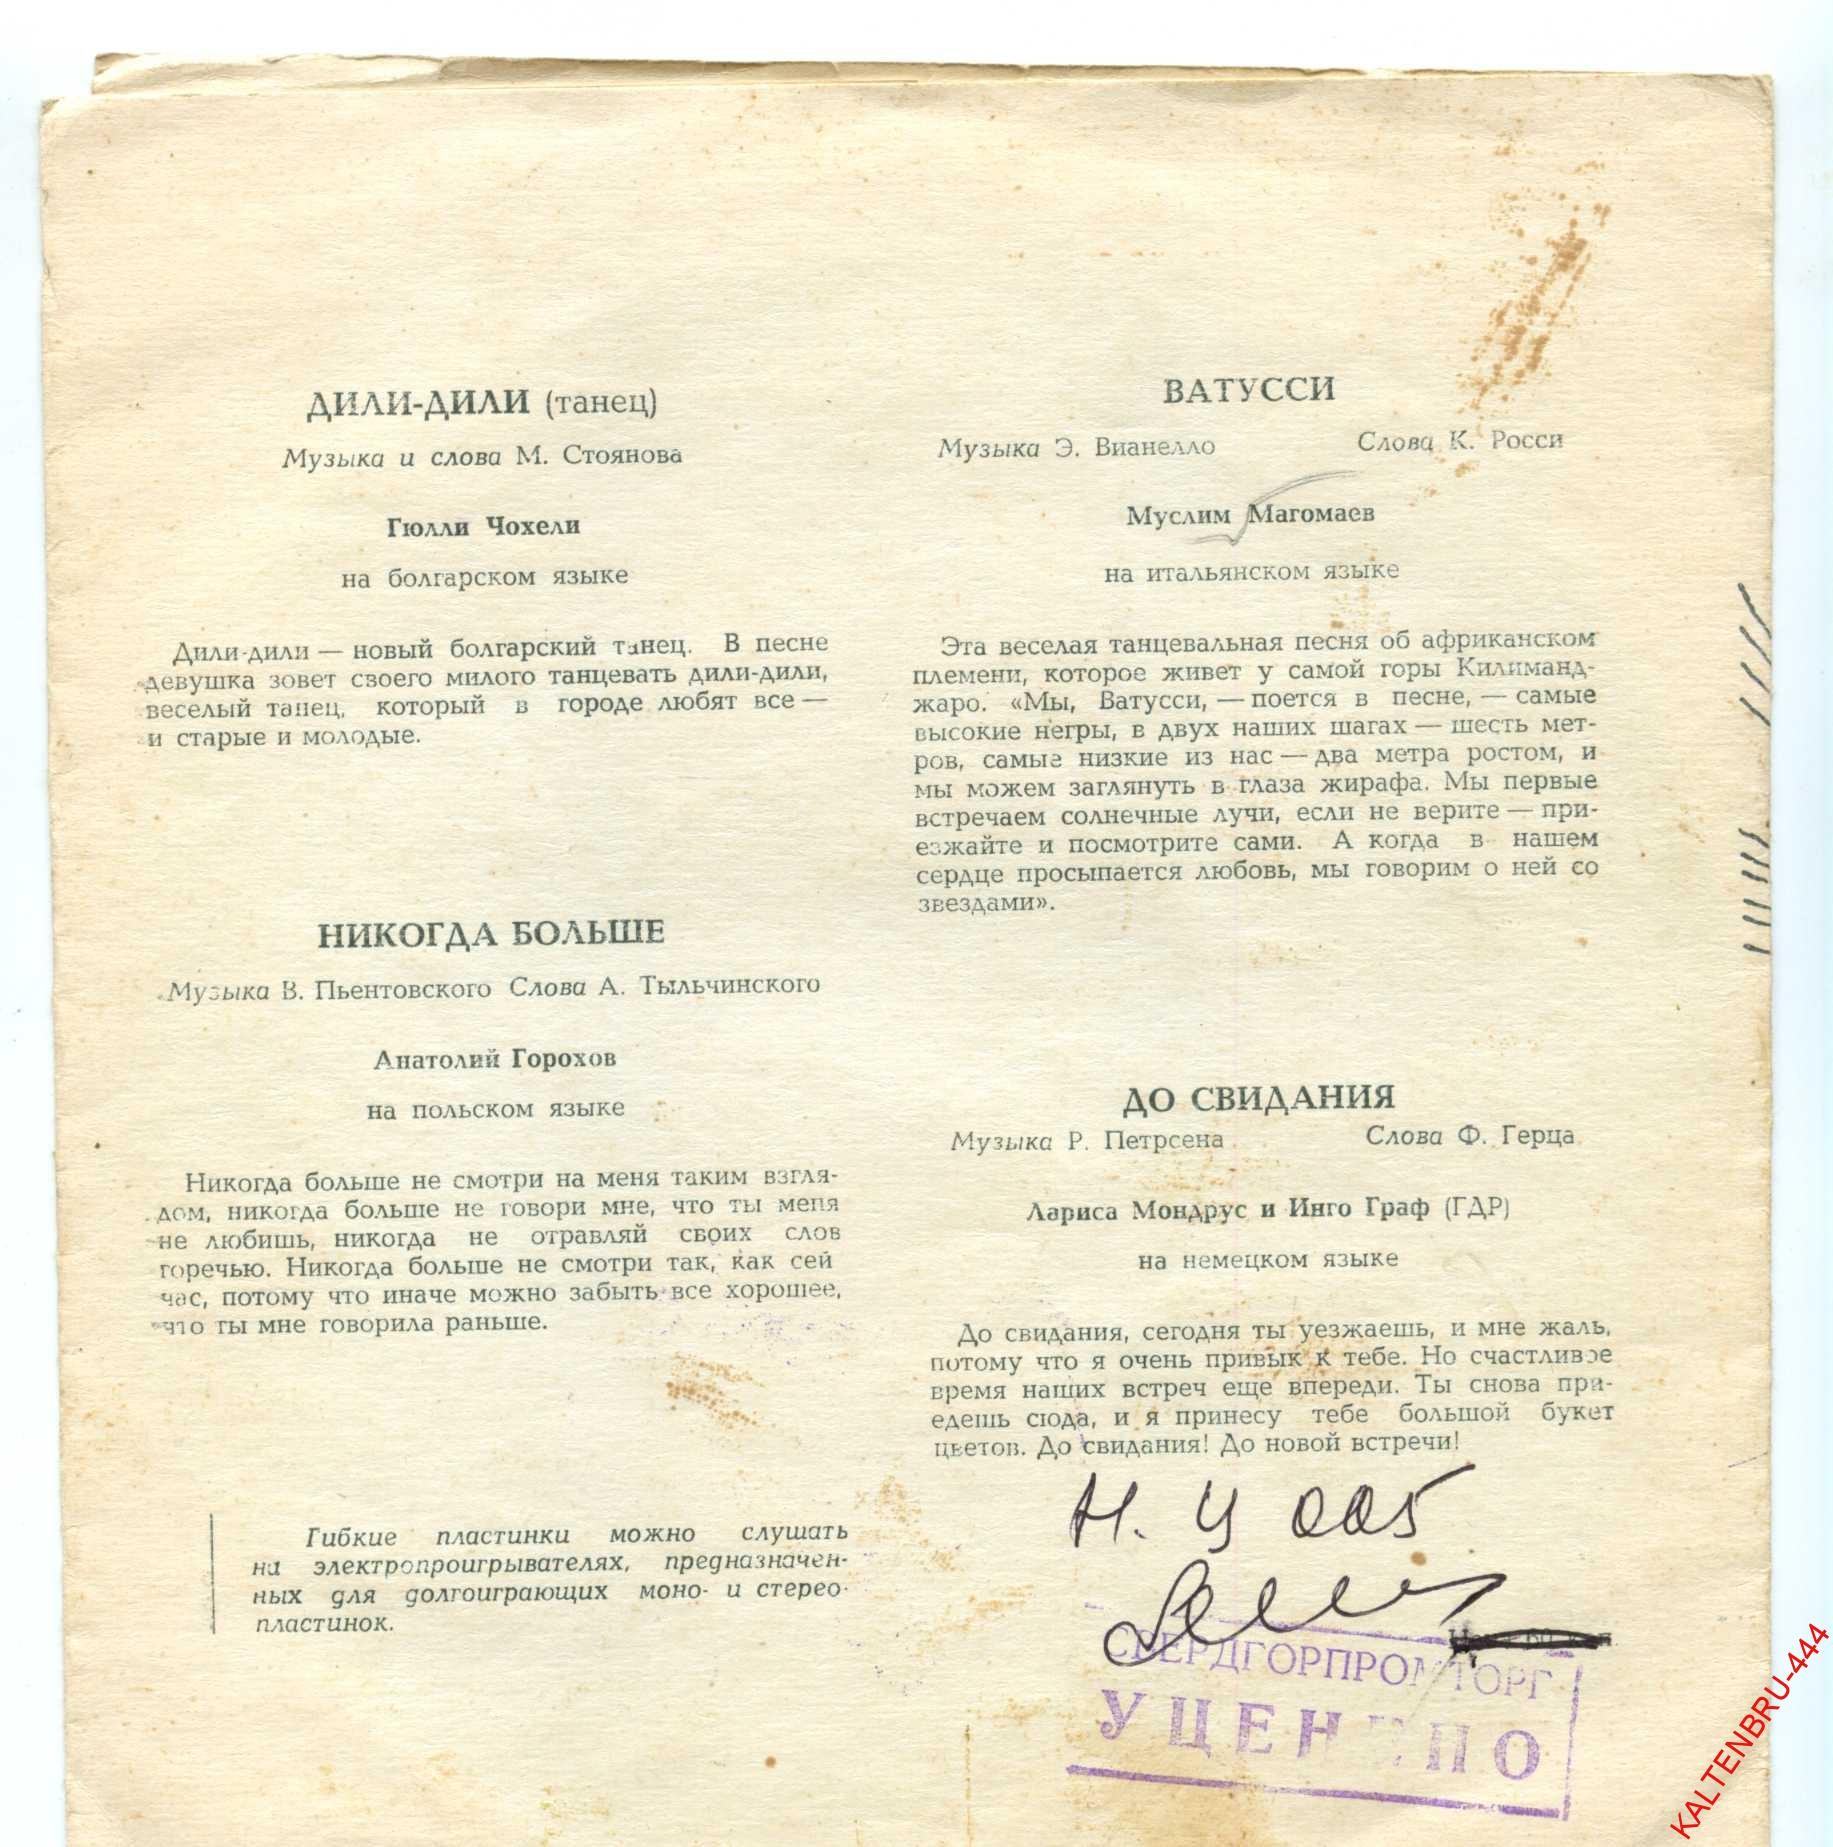 ДИЛИ-ДИЛИ (танец)
Музыка и слова М. Стоянова
Гюлли Чохели
на болгарском языке
Дили-дили — новый болгарский танец. В песне
девушка зовет своего милого танцевать дили-дили,
веселый танец, который в городе любят все —
и старые и молодые.
НИКОГДА БОЛЬШЕ
Музыка В. Пьентовского Слова А. Тыльчинского
Анатолий Горохов
на польском языке
Никогда больше не смотри на меня таким взгля-
дом, никогда больше не говори мне, что ты меня
не любишь, никогда не отравляй своих слов
горечью. Никогда больше не смотри так, как сей
час, потому что иначе можно забыть все хорошее,
что ты мне говорила раньше.
Гибкие пластинки можно слушать
на электропроигрывателях, предназначен-
ных для долгоиграющих моно- и стерео-
пластинок.
ВАТУССИ
Музыка Э. Вианелло Слова К. Росси
Муслим Магомаев
на итальянском языке
Эта веселая танцевальная песня об африканском
племени, которое живет у самой горы Килиманд-
жаро. «Мы, Ватусси, — поется в песне, — самые
высокие негры, в двух наших шагах — шесть мет-
ров, самые низкие из нас — два метра ростом, и
мы можем заглянуть в глаза жирафа. Мы первые
встречаем солнечные лучи, если не верите — при-
езжайте и посмотрите сами. А когда в нашем
сердце просыпается любовь, мы говорим о ней со
звездами».
ДО СВИДАНИЯ
Музыка Р. Петрсена Слова Ф. Герца
Лариса Мондрус и Инго Граф (ГДР)
на немецком языке
До свидания, сегодня ты уезжаешь, и мне жаль,
потому что я очень привык к тебе. Но счастливое
время наших встреч еще впереди. Ты снова при-
едешь сюда, и я принесу тебе большой букет
цветов. До свидания! До новой встречи!
Н. Ц 005
СВЕРДГОРПРОМТОРГ
УЦЕНЕНО
KALTENBRU-444